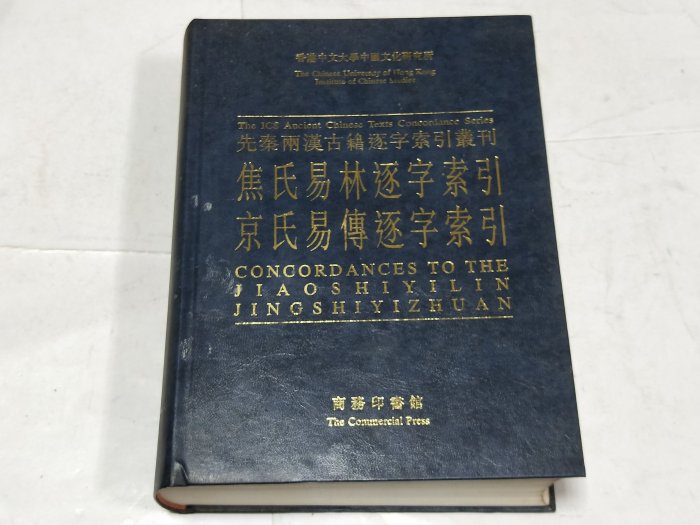 香港中文大學中國文化研究所
The Chinese University of Hong Kong
Institute of Chinese Studies
The ICS Ancient Chinese Texts Concordance Series
先秦兩漢古籍逐字索引叢刊
焦氏易林逐字索引
京氏易傳逐字索引
CONCORDANCES TO THE
JIAOSHIYILIN
JINGSHIYIZHUAN
商務印書館
The Commercial Press